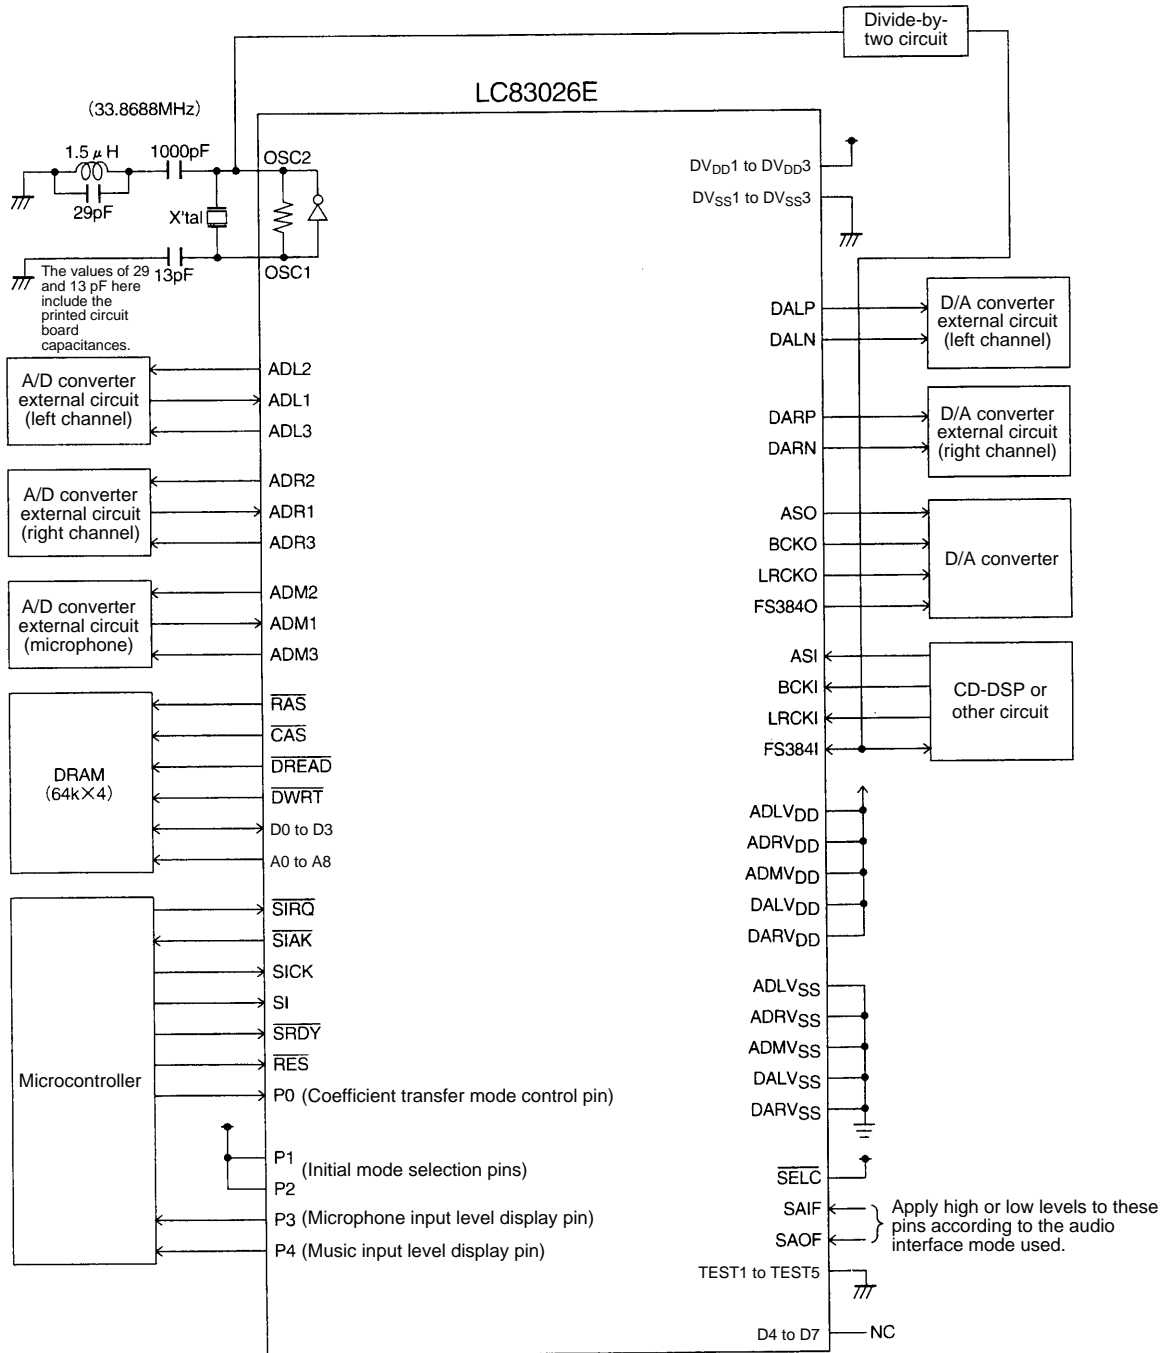 Divide-by-
two circuit
LC83026E
(33.8688MHz)
1.5 μH
1000pF
OSC2
29pF
X'tal
13pF
OSC1
The values of 29
and 13 pF here
include the
printed circuit
board
capacitances.
A/D converter
external circuit
(left channel)
ADL2
ADL1
ADL3
A/D converter
external circuit
(right channel)
ADR2
ADR1
ADR3
A/D converter
external circuit
(microphone)
ADM2
ADM1
ADM3
DRAM
(64k×4)
RAS
CAS
DREAD
DWRT
D0 to D3
A0 to A8
Microcontroller
SIRQ
SIAK
SICK
SI
SRDY
RES
P0 (Coefficient transfer mode control pin)
P1
(Initial mode selection pins)
P2
P3 (Microphone input level display pin)
P4 (Music input level display pin)
DVDD1 to DVDD3
DVSS1 to DVSS3
DALP
DALN
D/A converter
external circuit
(left channel)
DARP
DARN
D/A converter
external circuit
(right channel)
ASO
BCKO
LRCKO
FS384O
D/A converter
ASI
BCKI
LRCKI
FS384I
CD-DSP or
other circuit
ADLVDD
ADRVDD
ADMVDD
DALVDD
DARVDD
ADLVSS
ADRVSS
ADMVSS
DALVSS
DARVSS
SELC
SAIF
SAOF
Apply high or low levels to these
pins according to the audio
interface mode used.
TEST1 to TEST5
D4 to D7
NC